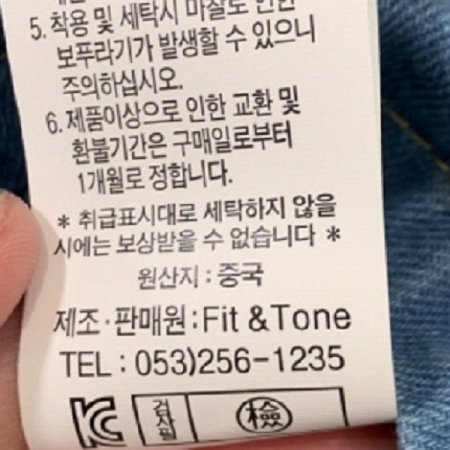 5. 착용 및 세탁시 마찰로 인한
보푸라기가 발생할 수 있으니
주의하십시오.
6. 제품이상으로 인한 교환 및
환불기간은 구매일로부터
1개월로 정합니다.
* 취급표시대로 세탁하지 않을
시에는 보상받을 수 없습니다 *
원산지 : 중국
제조·판매원 : Fit & Tone
TEL : 053)256-1235
KC 검사필 檢